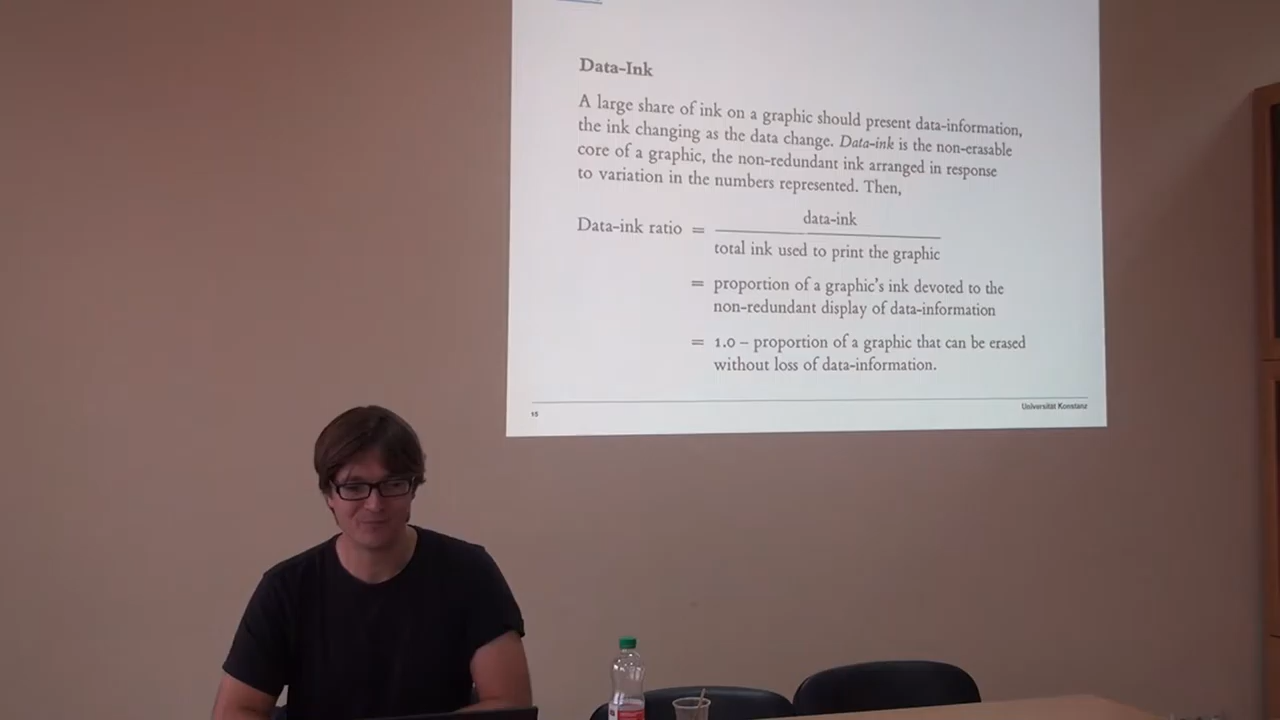 Data-Ink
A large share of ink on a graphic should present data-information,
the ink changing as the data change. Data-ink is the non-erasable
core of a graphic, the non-redundant ink arranged in response
to variation in the numbers represented. Then,
Data-ink ratio = data-ink
total ink used to print the graphic
= proportion of a graphic's ink devoted to the
non-redundant display of data-information
= 1.0 – proportion of a graphic that can be erased
without loss of data-information.
15
Universität Konstanz